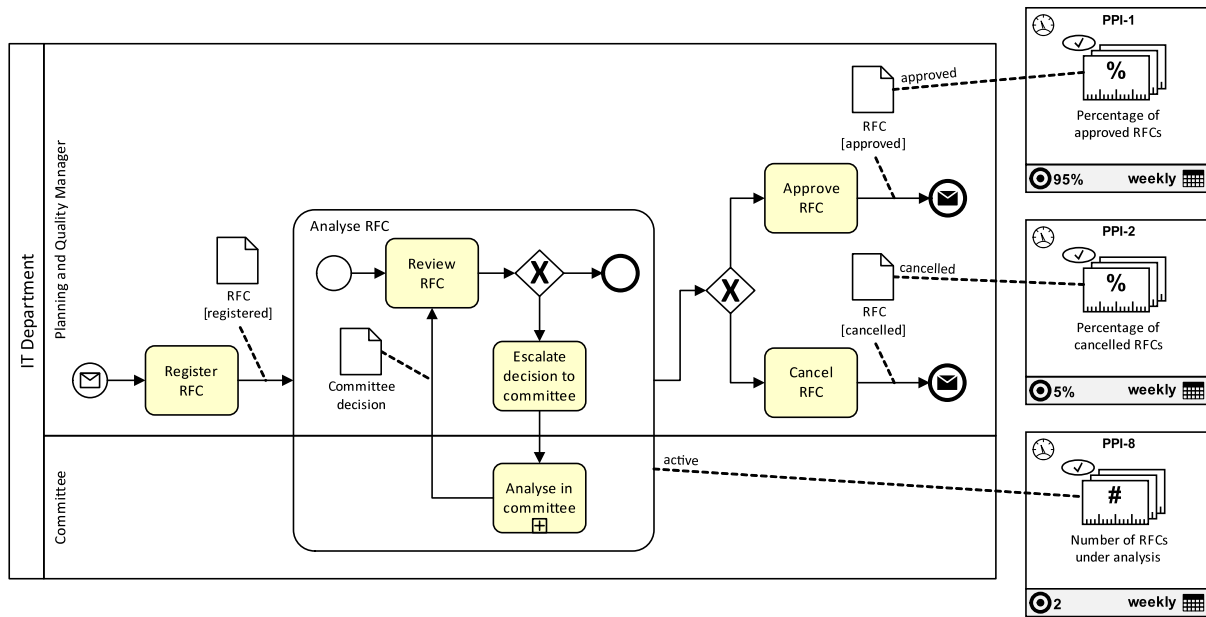 IT Department
Planning and Quality Manager
Committee
Register
RFC
RFC
[registered]
Analyse RFC
Review
RFC
X
Committee
decision
Escalate
decision to
committee
Analyse in
committee
X
Approve
RFC
RFC
[approved]
approved
Cancel
RFC
RFC
[cancelled]
cancelled
active
PPI-1
%
Percentage of
approved RFCs
95%
weekly
PPI-2
%
Percentage of
cancelled RFCs
5%
weekly
PPI-8
#
Number of RFCs
under analysis
2
weekly